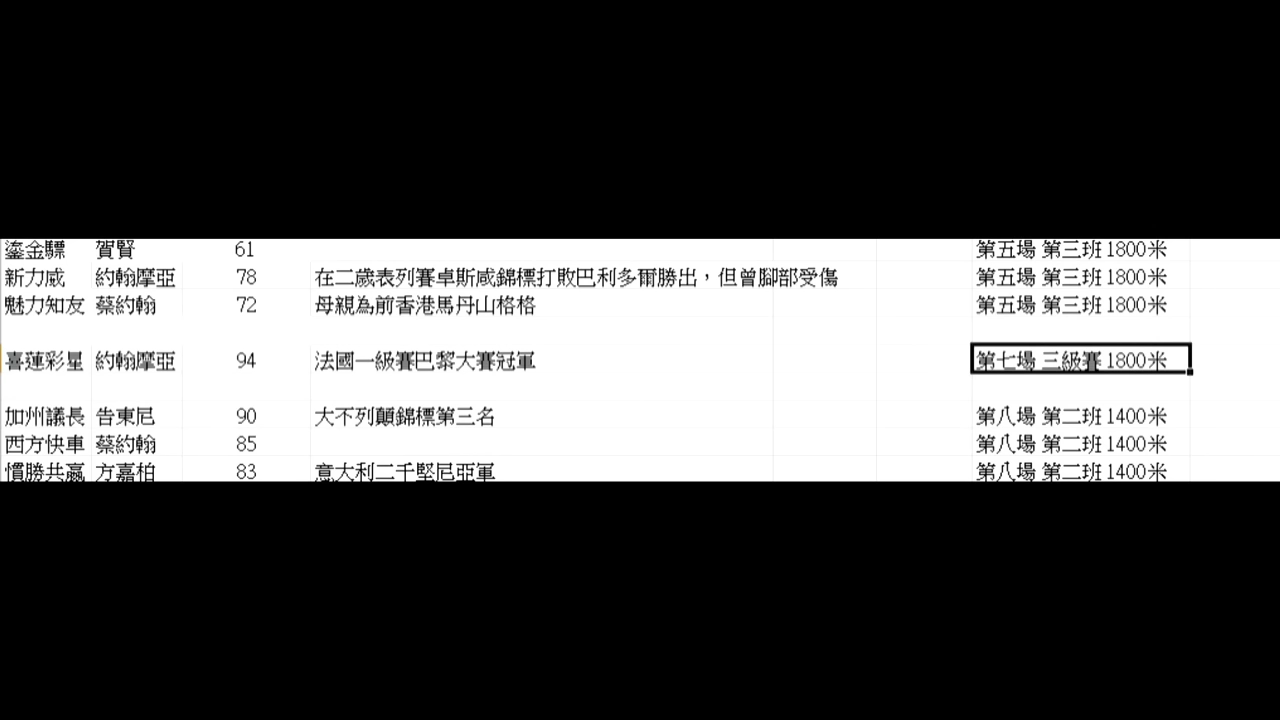 鎏金驃 賀賢 61 第五場 第三班 1800米
新力威 約翰摩亞 78 在二歲表列賽卓斯咸錦標打敗巴利多爾勝出，但曾腳部受傷 第五場 第三班 1800米
魅力知友 蔡約翰 72 母親為前香港馬丹山格格 第五場 第三班 1800米
喜蓮彩星 約翰摩亞 94 法國一級賽巴黎大賽冠軍 第七場 三級賽 1800米
加州議長 告東尼 90 大不列顛錦標第三名 第八場 第二班 1400米
西方快車 蔡約翰 85 第八場 第二班 1400米
慣勝共贏 方嘉柏 83 意大利二千堅尼亞軍 第八場 第二班 1400米